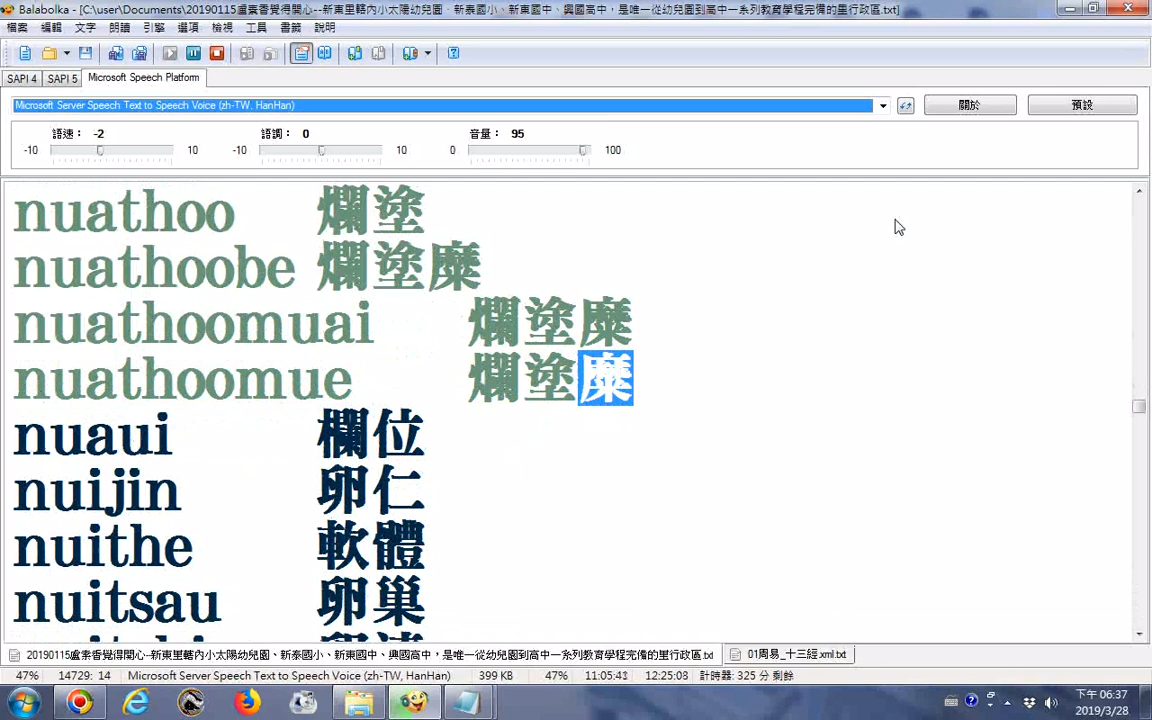 Balabolka - [C:\user\Documents\20190115盧素香覺得開心--新東里轄內小太陽幼兒園、新泰國小、新東國中、興國高中，是唯一從幼兒園到高中一系列教育學程完備的里行政區.txt]
檔案 編輯 文字 朗讀 引擎 選項 檢視 工具 書籤 說明
SAPI 4 SAPI 5 Microsoft Speech Platform
Microsoft Server Speech Text to Speech Voice (zh-TW, HanHan) 關於 預設
語速： -2 語調： 0 音量： 95
-10 10 -10 10 0 100
nuathoo 爛塗
nuathoobe 爛塗糜
nuathoomuai 爛塗糜
nuathoomue 爛塗糜
nuaui 欄位
nuijin 卵仁
nuithe 軟體
nuitsau 卵巢
20190115盧素香覺得開心--新東里轄內小太陽幼兒園、新泰國小、新東國中、興國高中，是唯一從幼兒園到高中一系列教育學程完備的里行政區.txt 01周易_十三經.xml.txt
47% 14729: 14 Microsoft Server Speech Text to Speech Voice (zh-TW, HanHan) 399 KB 47% 11:05:41 12:25:08 計時器: 325 分 剩餘
下午 06:37
2019/3/28